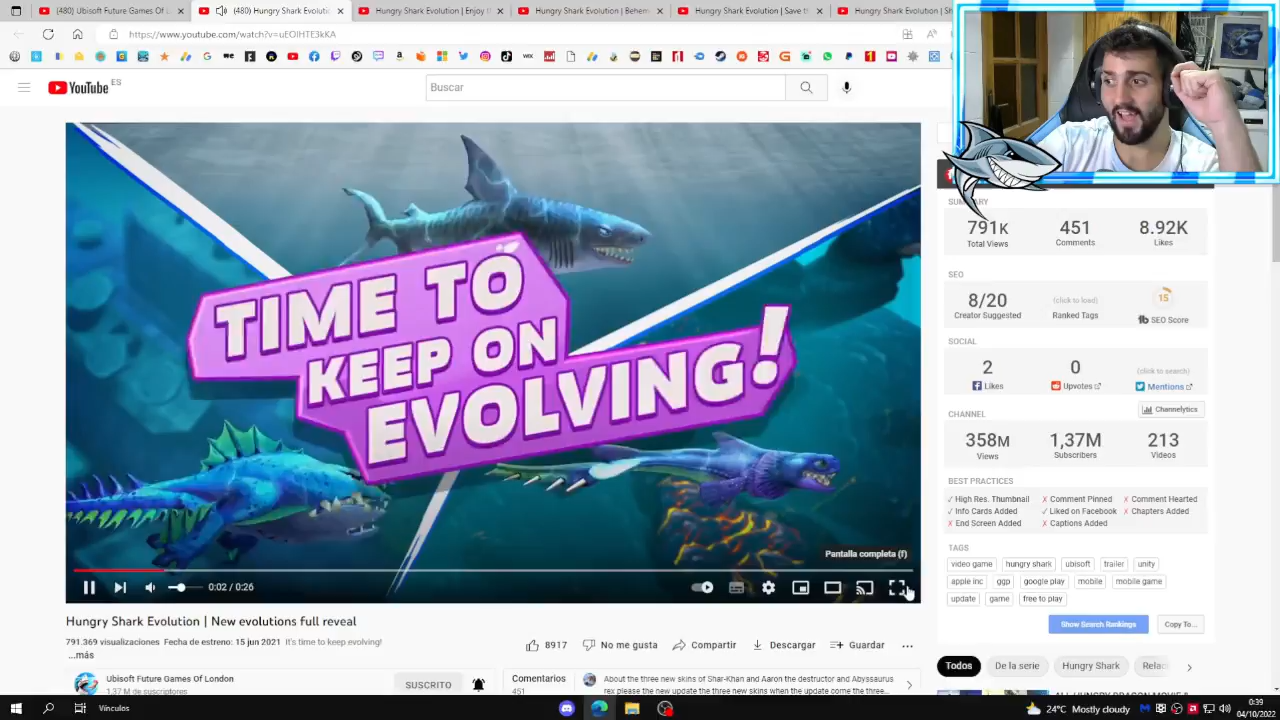 (480) Ubisoft Future Games Of L
(480) Hungry Shark Evolutio
Hungry Shark Evolution | Enjoy
Hungry Shark Evolution | Behem
Hungry Shark Evolution | Save th
Hungry Shark Evolution | Sh
https://www.youtube.com/watch?v=uEOlHTE3kKA
YouTube ES
Buscar
TIME TO
KEEP ON
EVOLVING!
Pantalla completa (f)
0:02 / 0:26
Hungry Shark Evolution | New evolutions full reveal
791.369 visualizaciones Fecha de estreno: 15 jun 2021 It's time to keep evolving!
...más
8917 No me gusta Compartir Descargar Guardar
Ubisoft Future Games Of London
1,37 M de suscriptores
SUSCRITO
Comentarios
451
About the three new skins of Shar-Khan and Aaron the destructor and Abyssaurus
rex please the new update the three new skins when the update come the three...
SUMMARY
791K 451 8.92K
Total Views Comments Likes
SEO
8/20 (click to load) 15
Creator Suggested Ranked Tags tb SEO Score
SOCIAL
2 0 (click to search)
Likes Upvotes Mentions
CHANNEL Channelytics
358M 1,37M 213
Views Subscribers Videos
BEST PRACTICES
✓ High Res. Thumbnail ✗ Comment Pinned ✗ Comment Hearted
✓ Info Cards Added ✓ Liked on Facebook ✗ Chapters Added
✗ End Screen Added ✗ Captions Added
TAGS
video game hungry shark ubisoft trailer unity
apple inc ggp google play mobile mobile game
update game free to play
Show Search Rankings Copy To...
Todos De la serie Hungry Shark Relac
Vínculos
24°C Mostly cloudy
0:39
04/10/2022